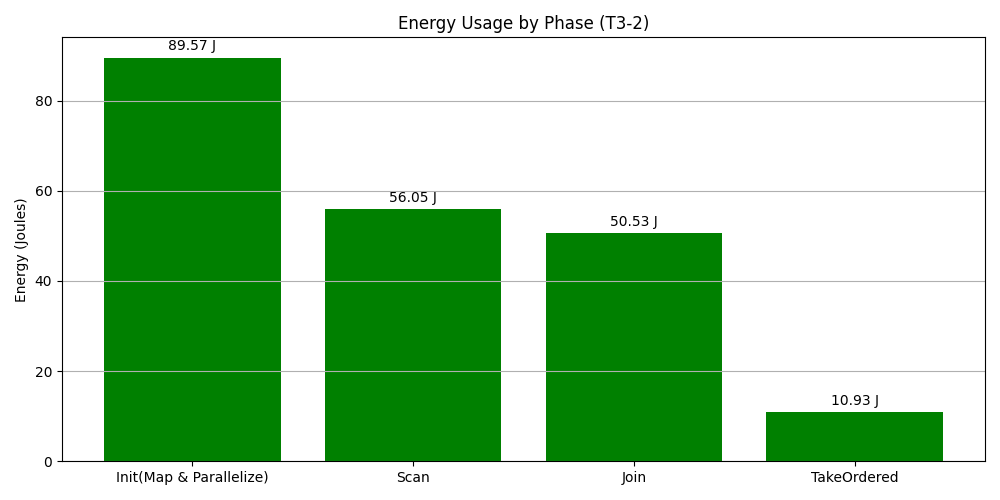 Energy Usage by Phase (T3-2)
89.57 J
56.05 J
50.53 J
10.93 J
Energy (Joules)
80
60
40
20
0
Init(Map & Parallelize)
Scan
Join
TakeOrdered